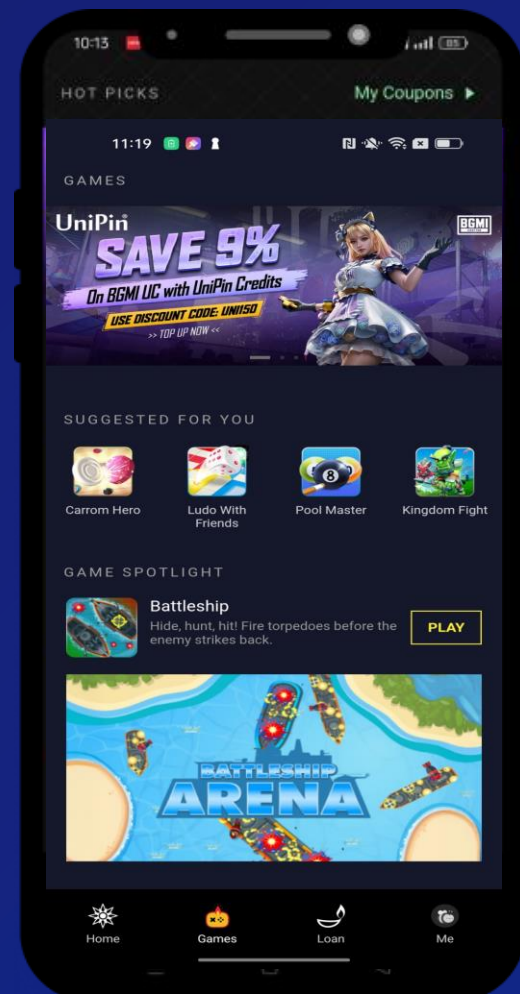 10:13
85
HOT PICKS
My Coupons
11:19
GAMES
UniPin
BGMI
SAVE 9%
On BGMI UC with UniPin Credits
USE DISCOUNT CODE: UNI150
>> TOP UP NOW <<
SUGGESTED FOR YOU
Carrom Hero
Ludo With
Friends
Pool Master
Kingdom Fight
GAME SPOTLIGHT
Battleship
Hide, hunt, hit! Fire torpedoes before the
enemy strikes back.
PLAY
BATTLESHIP
ARENA
Home
Games
Loan
Me